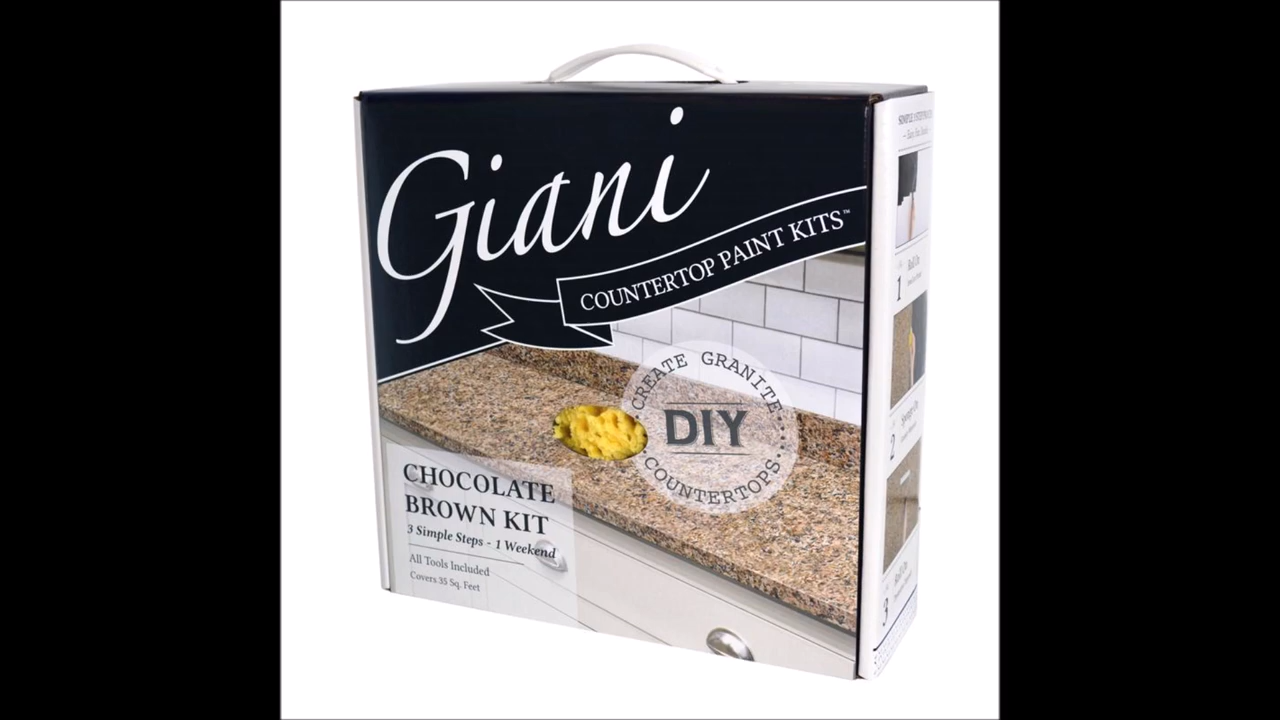 Giani
COUNTERTOP PAINT KITS™
CREATE GRANITE
DIY
COUNTERTOPS
CHOCOLATE
BROWN KIT
3 Simple Steps - 1 Weekend
All Tools Included
Covers 35 Sq. Feet
1
2
3